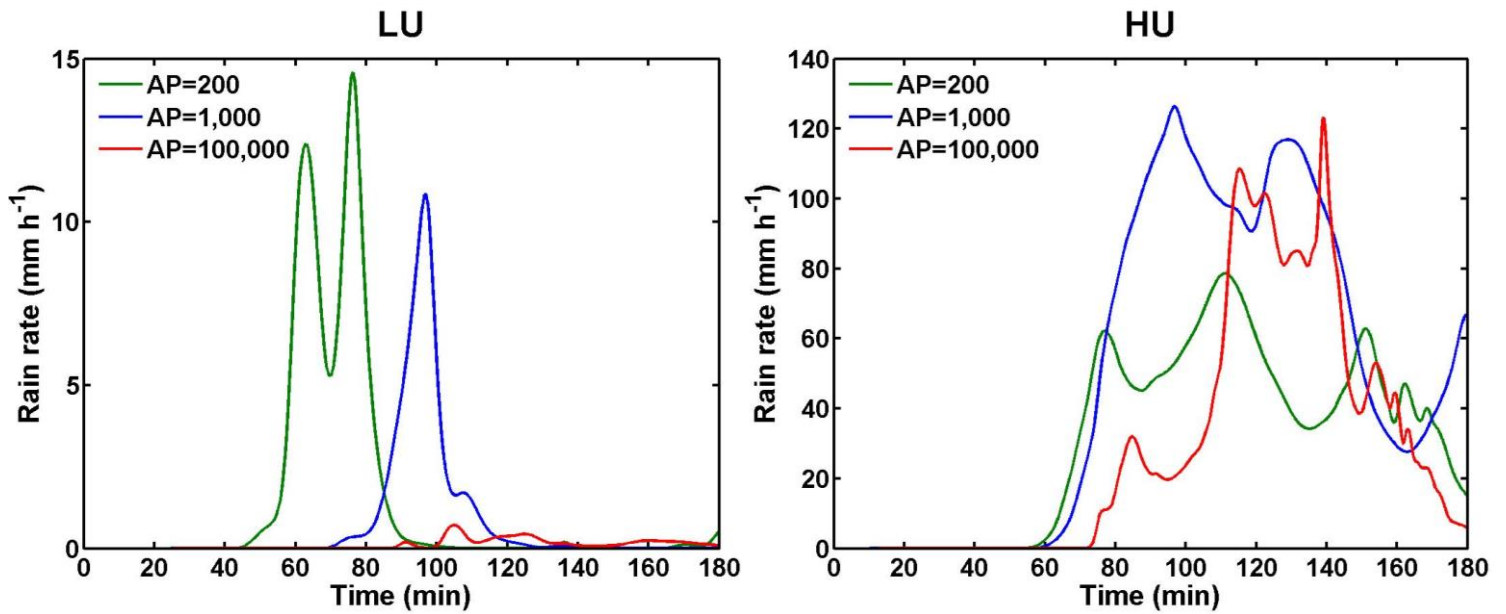 LU
15
10
5
0
Rain rate (mm h-1)
AP=200
AP=1,000
AP=100,000
0 20 40 60 80 100 120 140 160 180
Time (min)
HU
140
120
100
80
60
40
20
0
Rain rate (mm h-1)
AP=200
AP=1,000
AP=100,000
0 20 40 60 80 100 120 140 160 180
Time (min)